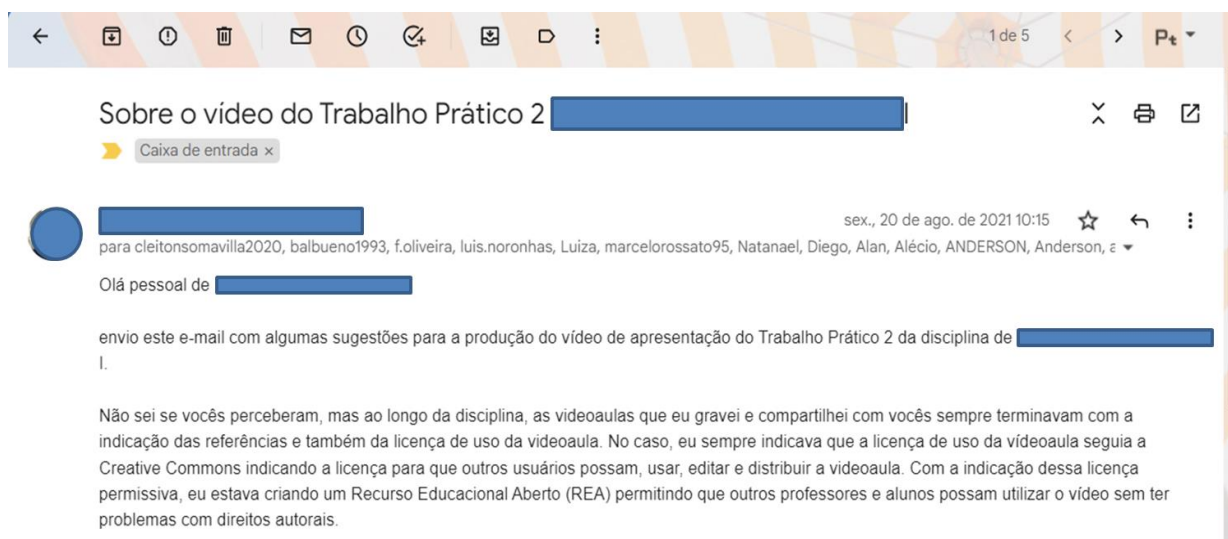 1 de 5
Pt
Sobre o vídeo do Trabalho Prático 2
Caixa de entrada ×
sex., 20 de ago. de 2021 10:15
para cleitonsomavilla2020, balbueno1993, f.oliveira, luis.noronhas, Luiza, marcelorossato95, Natanael, Diego, Alan, Alécio, ANDERSON, Anderson, a
Olá pessoal de
envio este e-mail com algumas sugestões para a produção do vídeo de apresentação do Trabalho Prático 2 da disciplina de
I.
Não sei se vocês perceberam, mas ao longo da disciplina, as videoaulas que eu gravei e compartilhei com vocês sempre terminavam com a
indicação das referências e também da licença de uso da videoaula. No caso, eu sempre indicava que a licença de uso da vídeoaula seguia a
Creative Commons indicando a licença para que outros usuários possam, usar, editar e distribuir a videoaula. Com a indicação dessa licença
permissiva, eu estava criando um Recurso Educacional Aberto (REA) permitindo que outros professores e alunos possam utilizar o vídeo sem ter
problemas com direitos autorais.